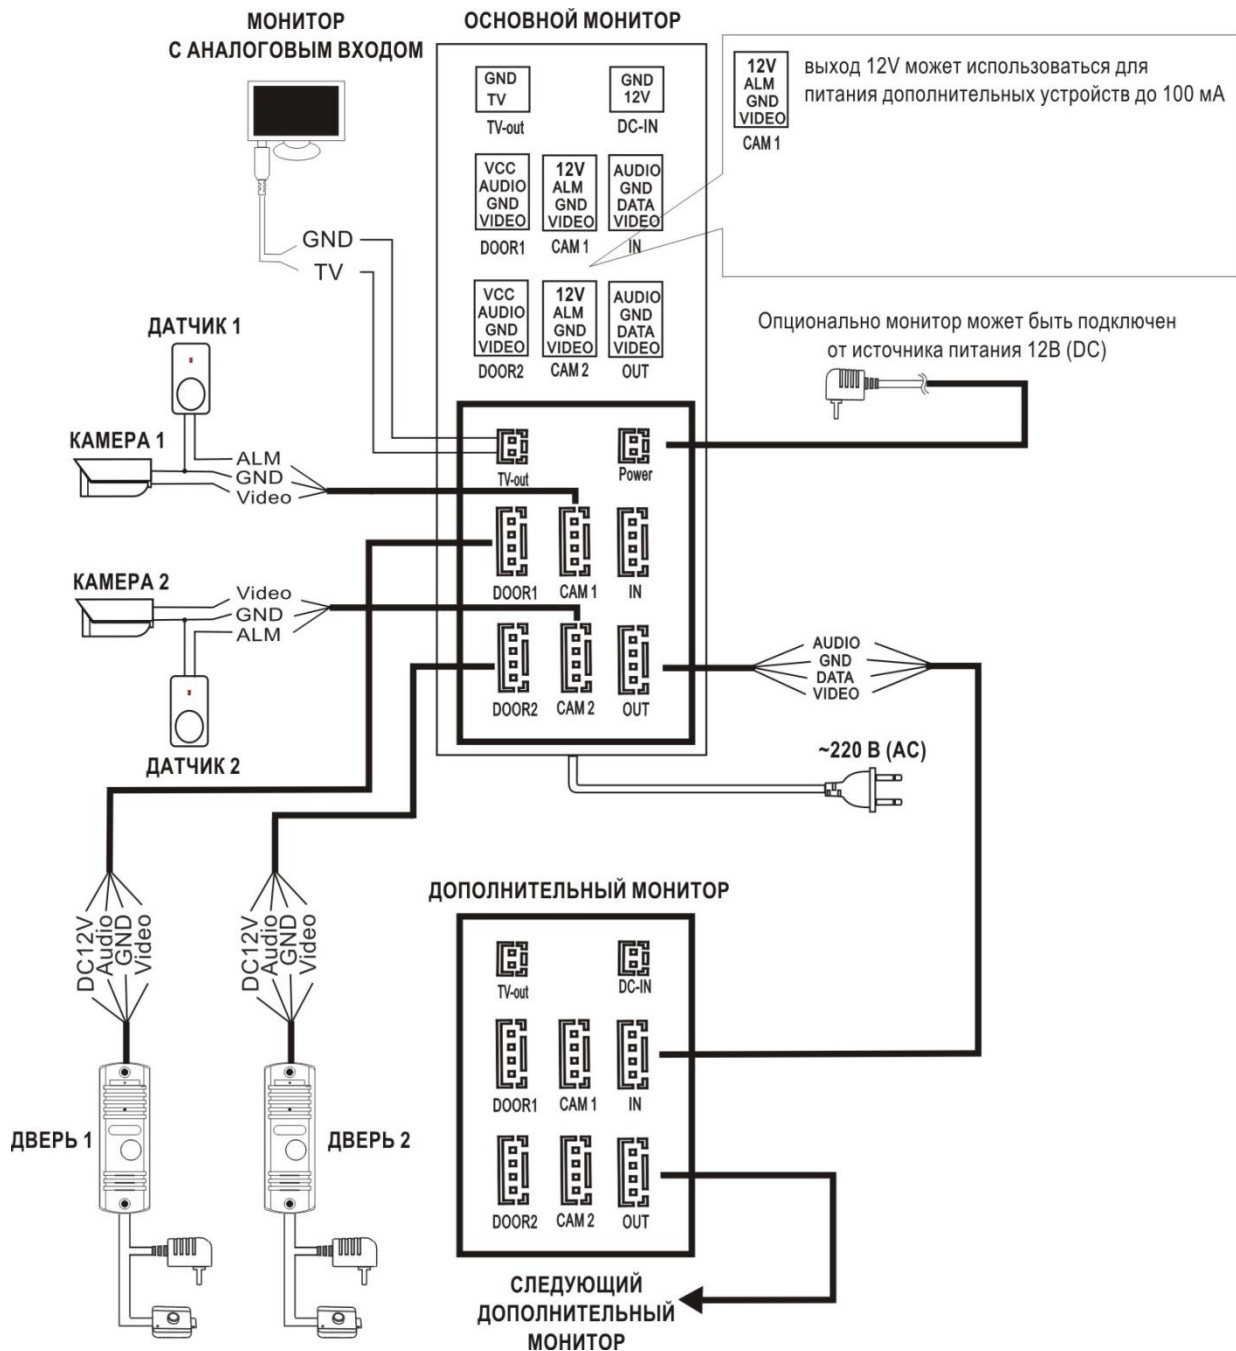 МОНИТОР
С АНАЛОГОВЫМ ВХОДОМ
ОСНОВНОЙ МОНИТОР
GND
TV
TV-out
GND
12V
DC-IN
12V
ALM
GND
VIDEO
CAM 1
выход 12V может использоваться для
питания дополнительных устройств до 100 мА
VCC
AUDIO
GND
VIDEO
DOOR1
12V
ALM
GND
VIDEO
CAM 1
AUDIO
GND
DATA
VIDEO
IN
GND
TV
VCC
AUDIO
GND
VIDEO
DOOR2
12V
ALM
GND
VIDEO
CAM 2
AUDIO
GND
DATA
VIDEO
OUT
Опционально монитор может быть подключен
от источника питания 12В (DC)
ДАТЧИК 1
КАМЕРА 1
ALM
GND
Video
TV-out
Power
DOOR1
CAM 1
IN
КАМЕРА 2
Video
GND
ALM
ДАТЧИК 2
DOOR2
CAM 2
OUT
AUDIO
GND
DATA
VIDEO
~220 В (AC)
DC12V
Audio
GND
Video
DC12V
Audio
GND
Video
ДВЕРЬ 1
ДВЕРЬ 2
ДОПОЛНИТЕЛЬНЫЙ МОНИТОР
TV-out
DC-IN
DOOR1
CAM 1
IN
DOOR2
CAM 2
OUT
СЛЕДУЮЩИЙ
ДОПОЛНИТЕЛЬНЫЙ
МОНИТОР